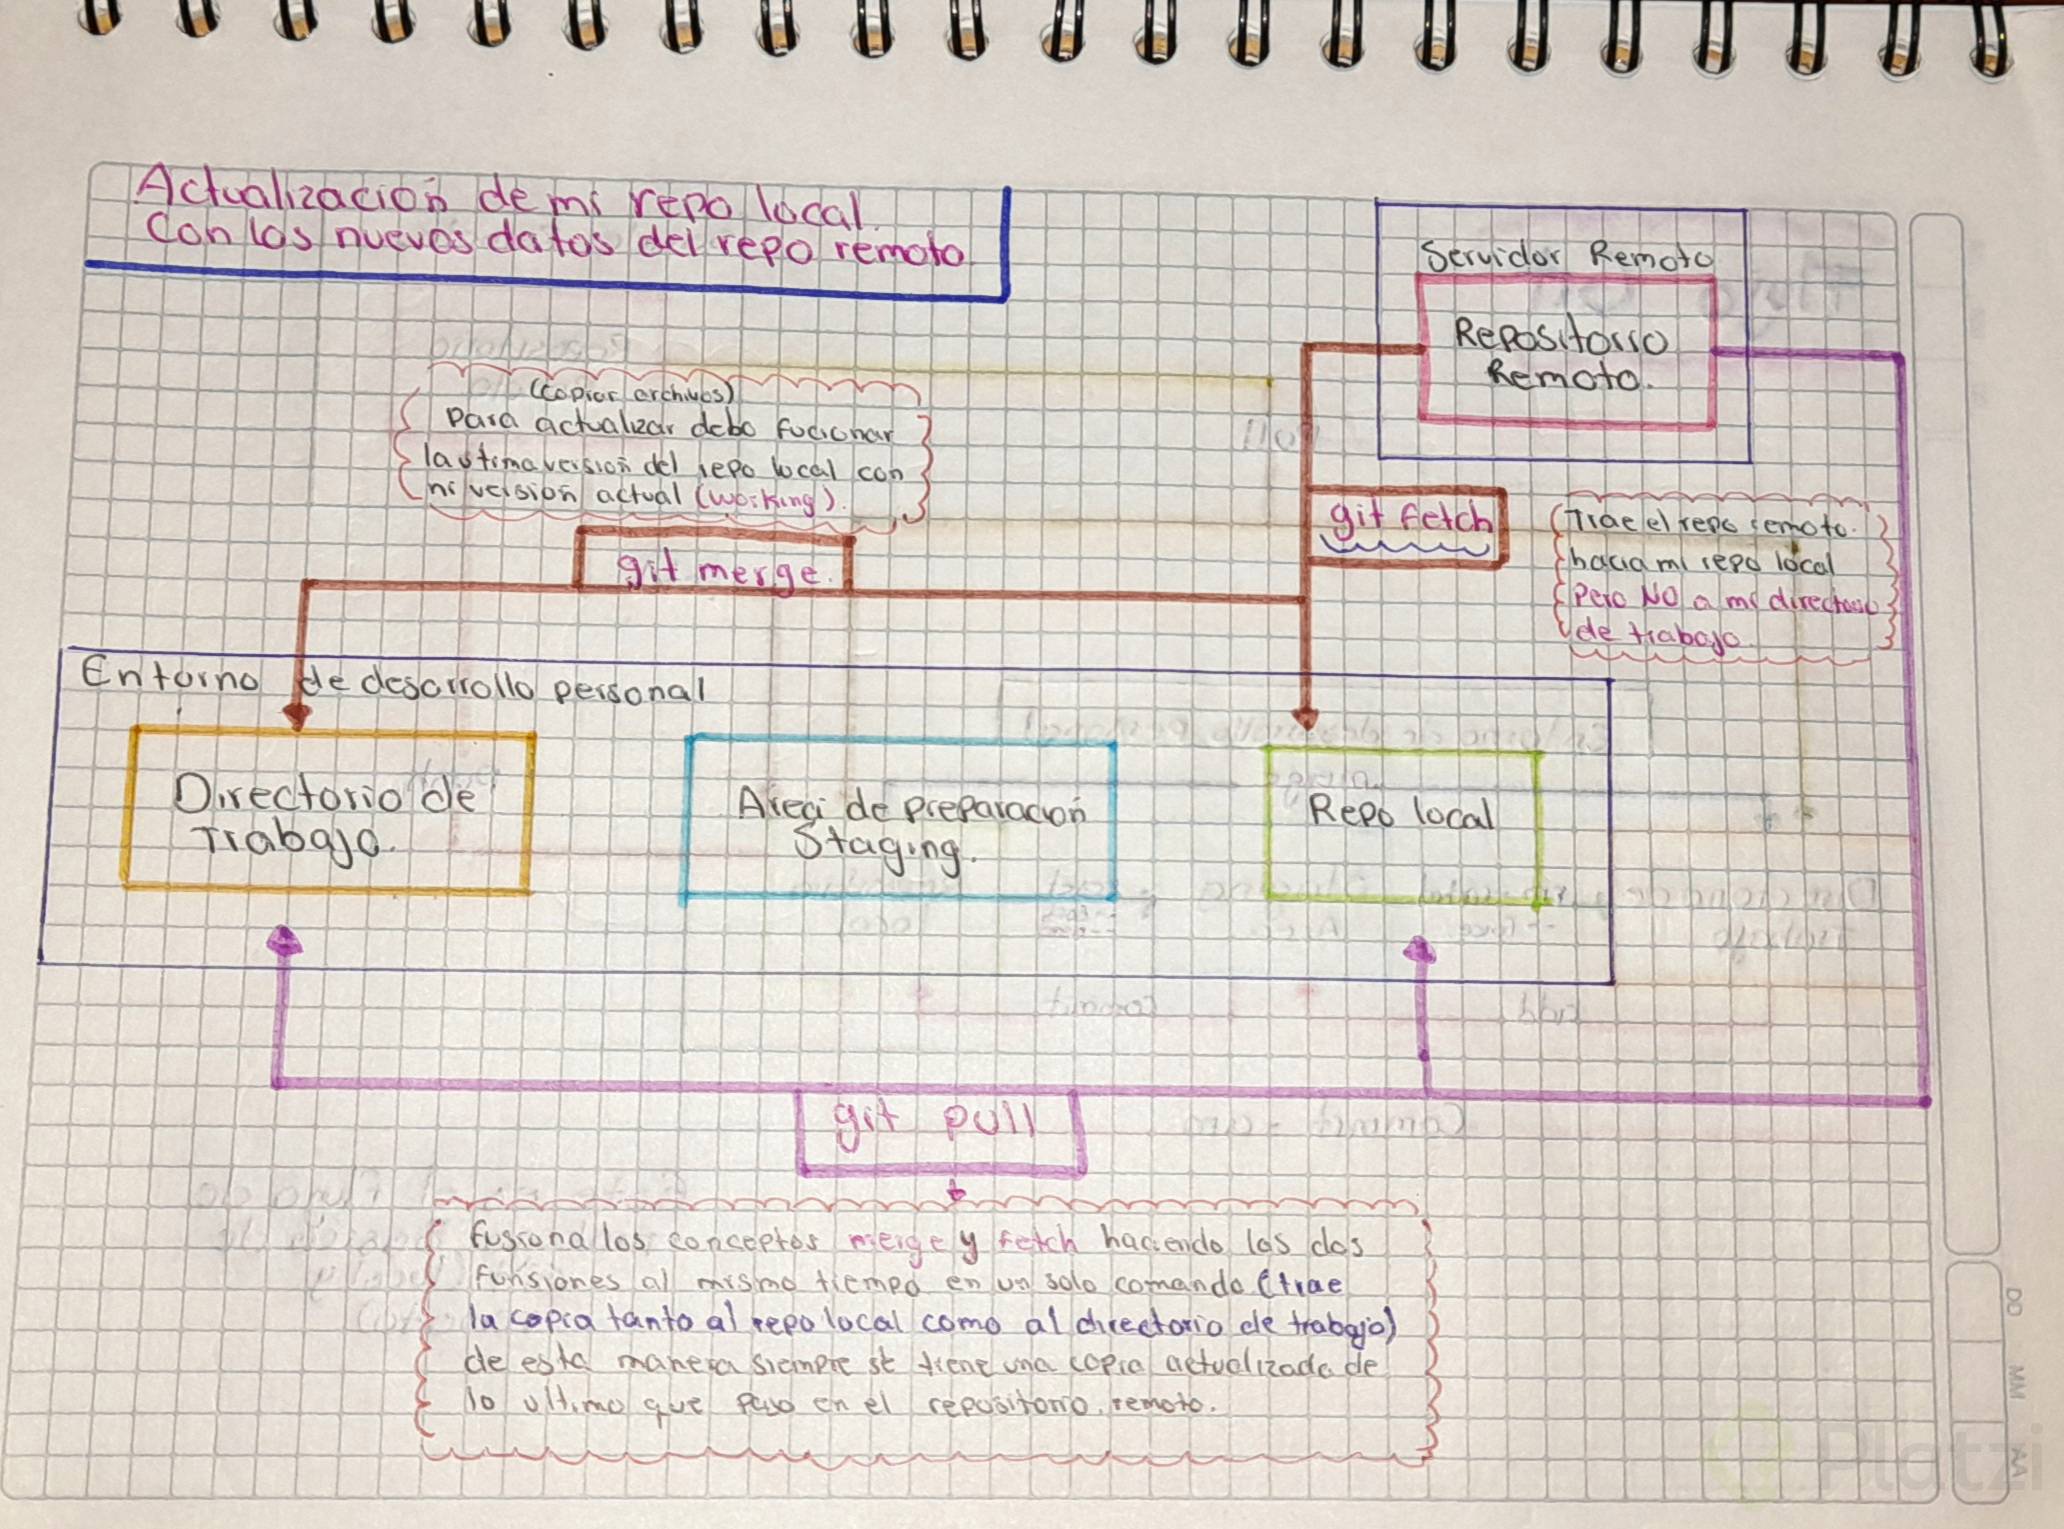 Actualización de mi repo local
Con los nuevos datos del repo remoto
Servidor Remoto
Repositorio
Remoto.
(Copiar archivos)
Para actualizar debo fucionar
la ultima version del repo local con
mi versión actual (working).
git merge.
git fetch
Trae el repo remoto.
hacia mi repo local
Pero NO a mi directorio
de trabajo.
Entorno de desarrollo personal
Directorio de
Trabajo.
Area de preparación
Staging.
Repo local
git pull
fusiona los conceptos merge y fetch haciendo las dos
funsiones al mismo tiempo en un solo comando (trae
la copia tanto al repo local como al directorio de trabajo)
de esta manera siempre se tiene una copia actualizada de
lo ultimo que paso en el repositorio remoto.
DD
MM
AA
Platzi